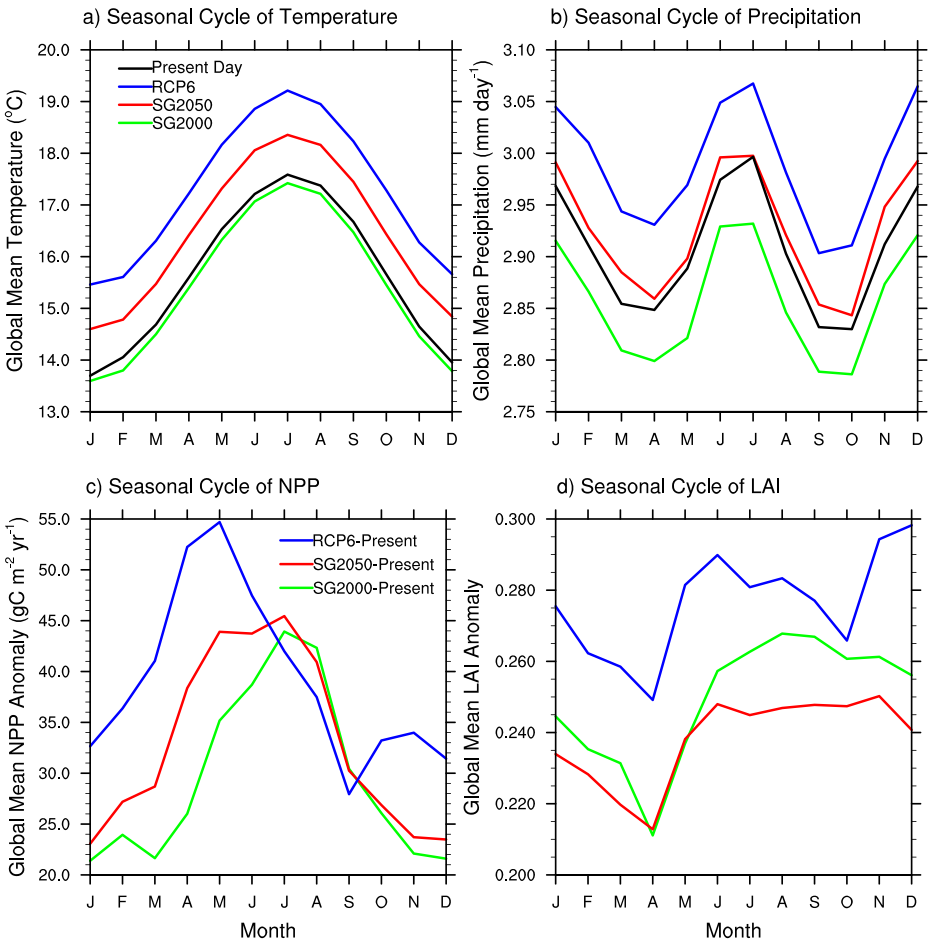 a) Seasonal Cycle of Temperature
Global Mean Temperature (°C)
20.0
19.0
18.0
17.0
16.0
15.0
14.0
13.0
Present Day
RCP6
SG2050
SG2000
J F M A M J J A S O N D
b) Seasonal Cycle of Precipitation
Global Mean Precipitation (mm day⁻¹)
3.10
3.05
3.00
2.95
2.90
2.85
2.80
2.75
J F M A M J J A S O N D
c) Seasonal Cycle of NPP
Global Mean NPP Anomaly (gC m⁻² yr⁻¹)
55.0
50.0
45.0
40.0
35.0
30.0
25.0
20.0
RCP6-Present
SG2050-Present
SG2000-Present
J F M A M J J A S O N D
Month
d) Seasonal Cycle of LAI
Global Mean LAI Anomaly
0.300
0.280
0.260
0.240
0.220
0.200
J F M A M J J A S O N D
Month